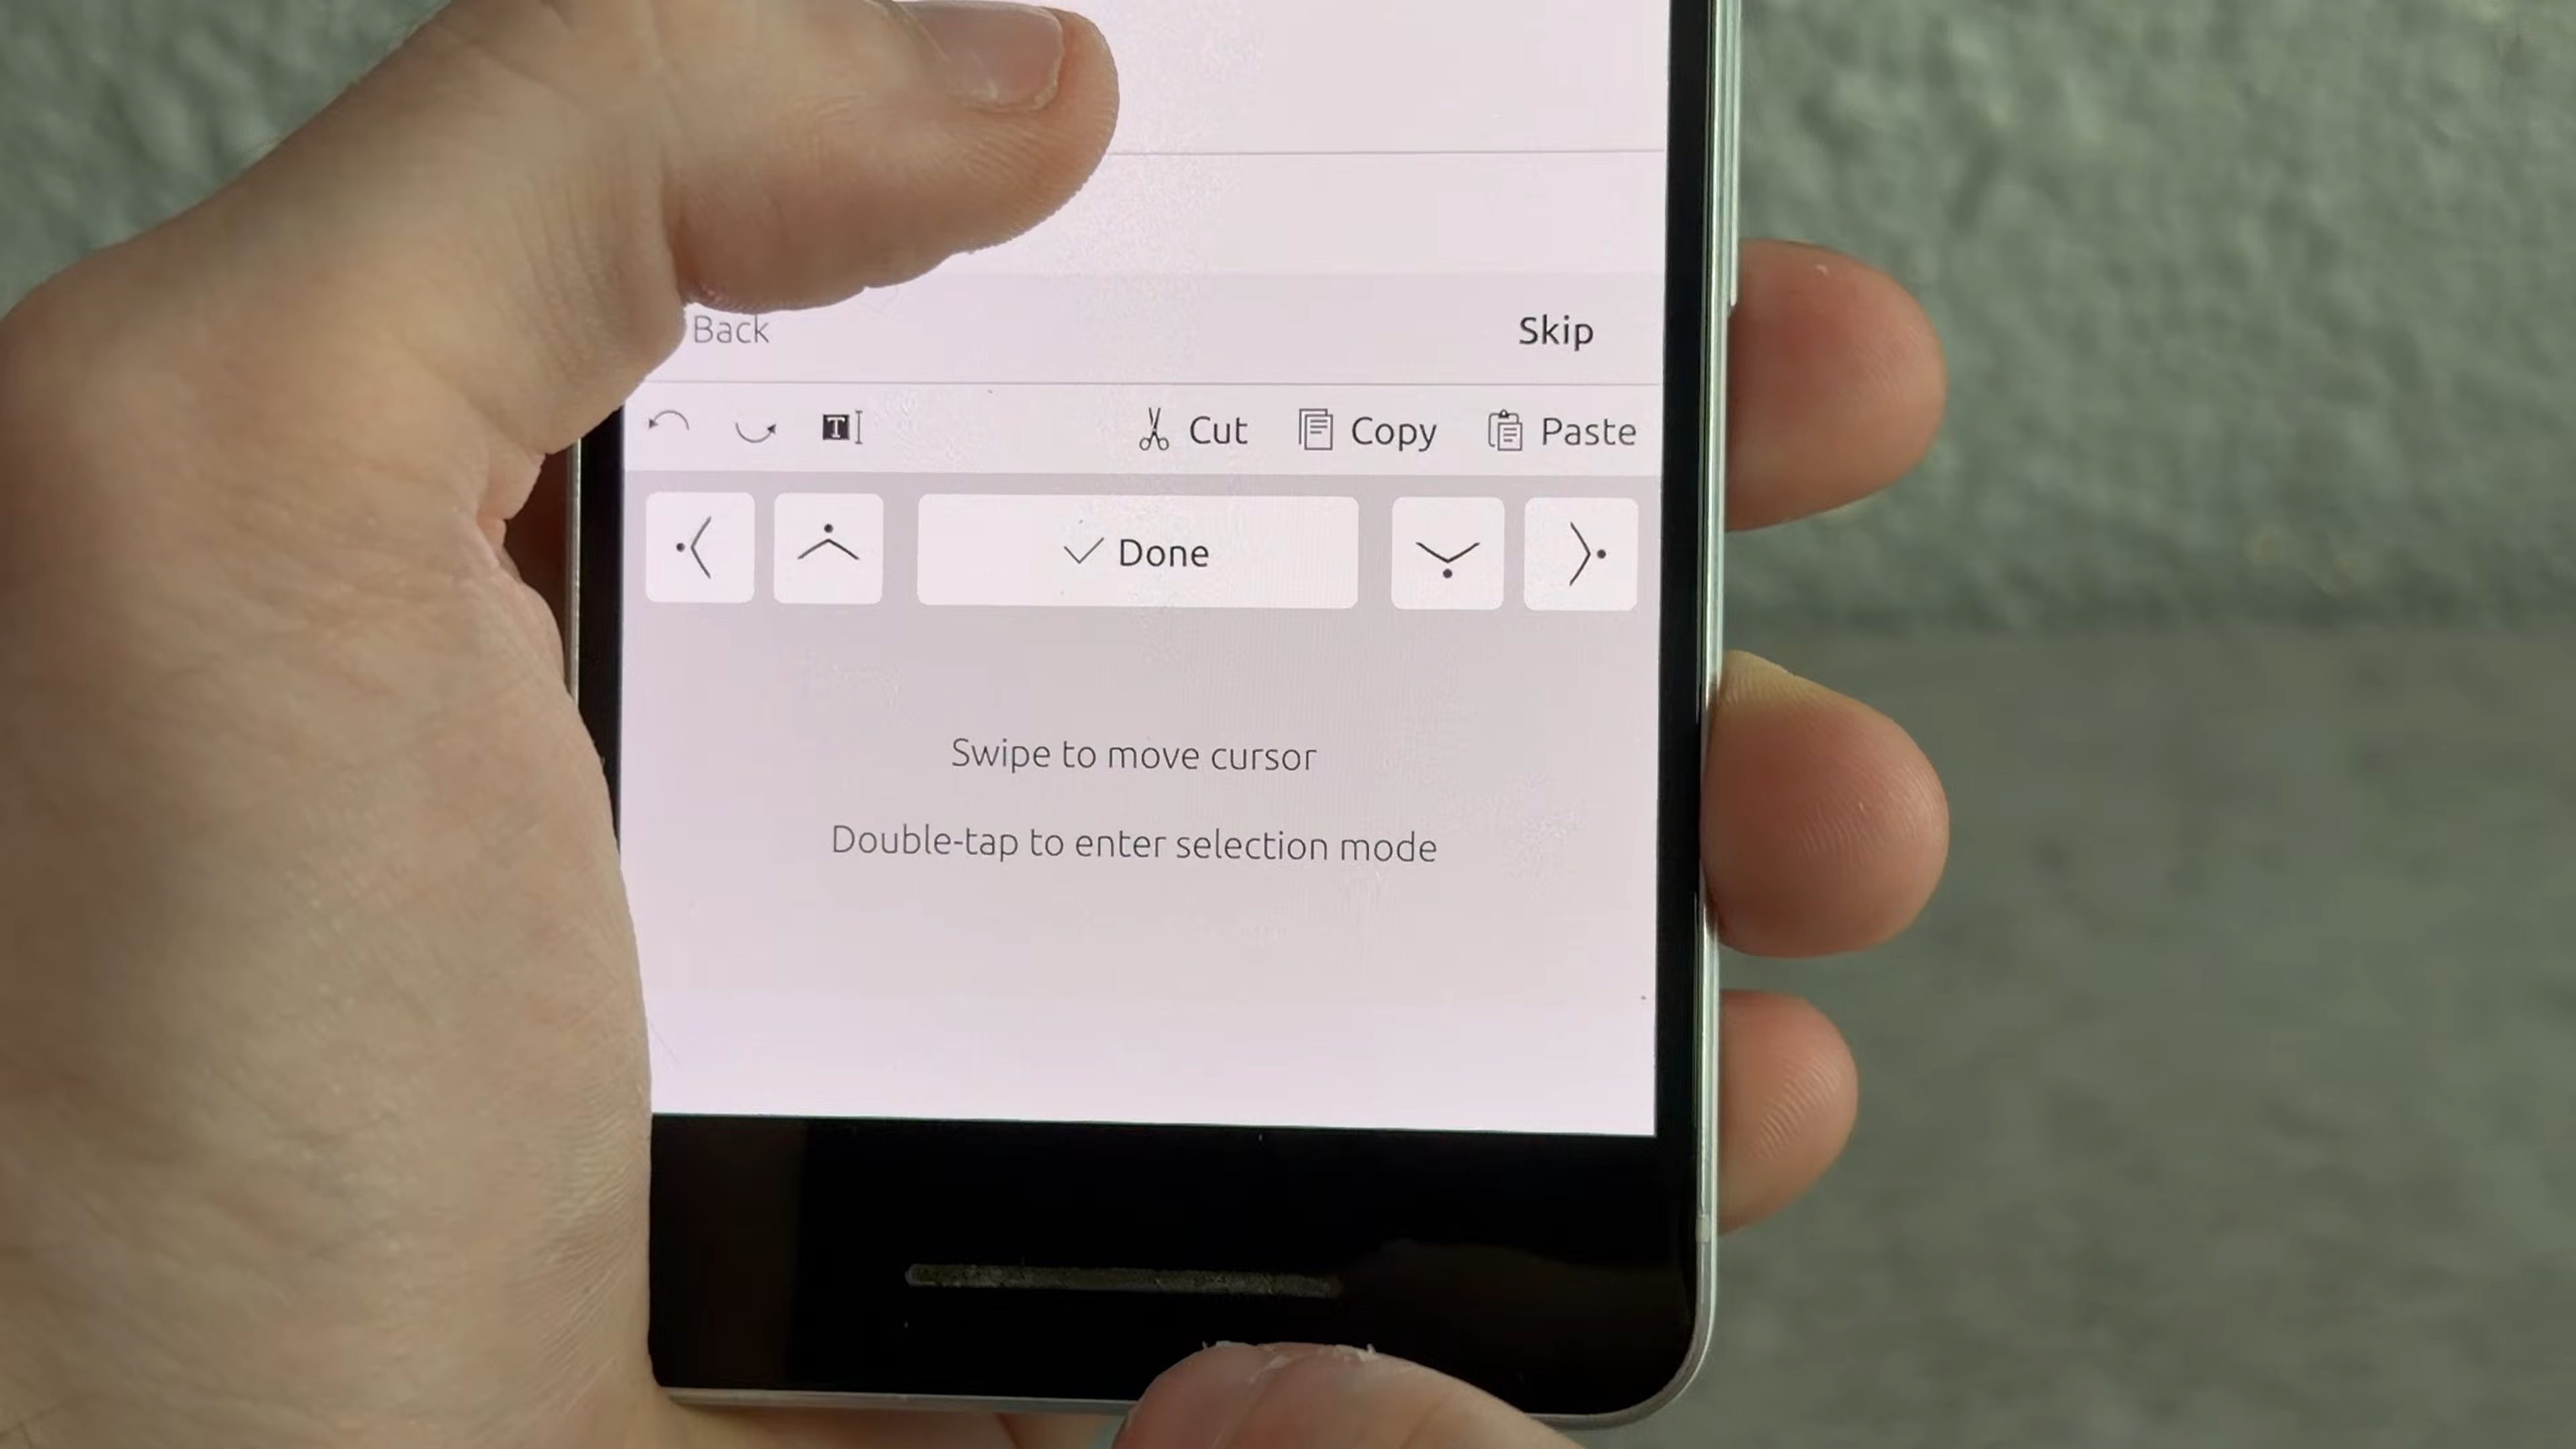 Back Skip
Cut Copy Paste
Done
Swipe to move cursor
Double-tap to enter selection mode